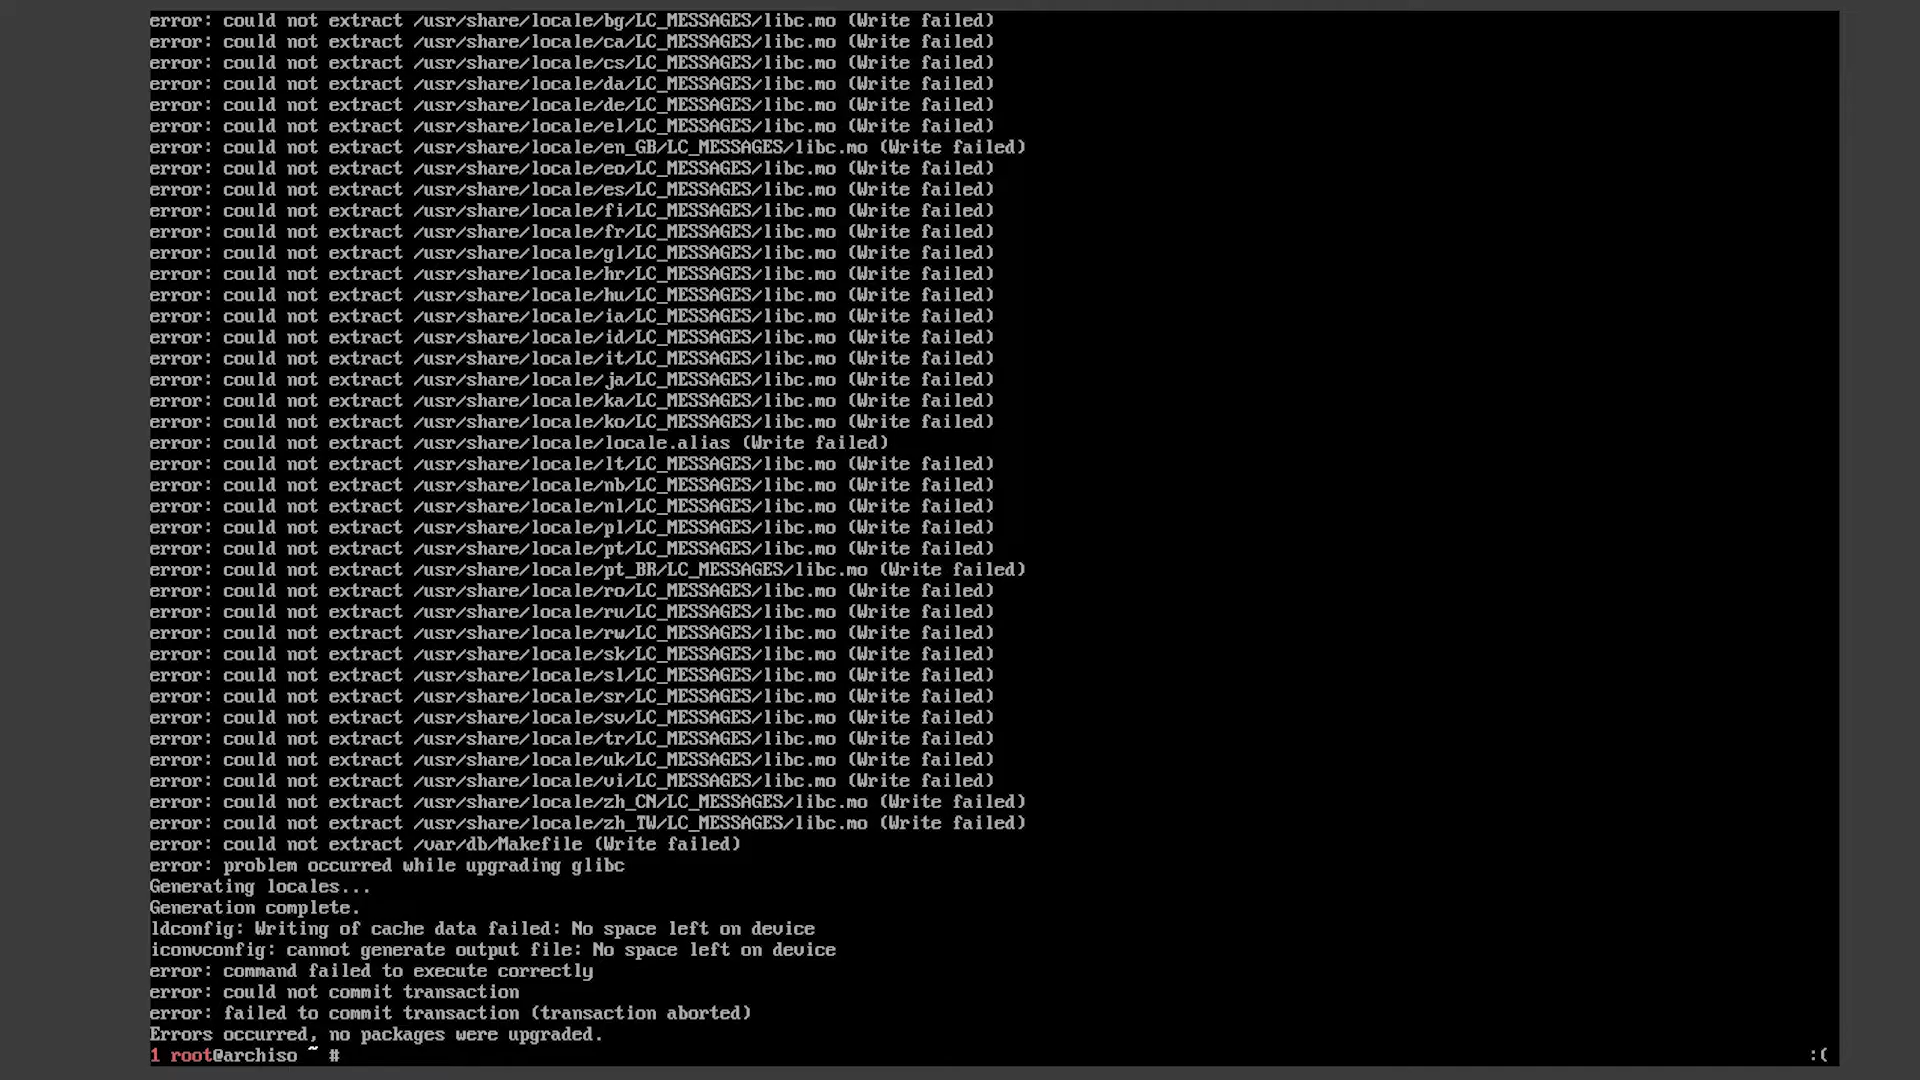 error: could not extract /usr/share/locale/bg/LC_MESSAGES/libc.mo (Write failed)
error: could not extract /usr/share/locale/ca/LC_MESSAGES/libc.mo (Write failed)
error: could not extract /usr/share/locale/cs/LC_MESSAGES/libc.mo (Write failed)
error: could not extract /usr/share/locale/da/LC_MESSAGES/libc.mo (Write failed)
error: could not extract /usr/share/locale/de/LC_MESSAGES/libc.mo (Write failed)
error: could not extract /usr/share/locale/el/LC_MESSAGES/libc.mo (Write failed)
error: could not extract /usr/share/locale/en_GB/LC_MESSAGES/libc.mo (Write failed)
error: could not extract /usr/share/locale/eo/LC_MESSAGES/libc.mo (Write failed)
error: could not extract /usr/share/locale/es/LC_MESSAGES/libc.mo (Write failed)
error: could not extract /usr/share/locale/fi/LC_MESSAGES/libc.mo (Write failed)
error: could not extract /usr/share/locale/fr/LC_MESSAGES/libc.mo (Write failed)
error: could not extract /usr/share/locale/gl/LC_MESSAGES/libc.mo (Write failed)
error: could not extract /usr/share/locale/hr/LC_MESSAGES/libc.mo (Write failed)
error: could not extract /usr/share/locale/hu/LC_MESSAGES/libc.mo (Write failed)
error: could not extract /usr/share/locale/ia/LC_MESSAGES/libc.mo (Write failed)
error: could not extract /usr/share/locale/id/LC_MESSAGES/libc.mo (Write failed)
error: could not extract /usr/share/locale/it/LC_MESSAGES/libc.mo (Write failed)
error: could not extract /usr/share/locale/ja/LC_MESSAGES/libc.mo (Write failed)
error: could not extract /usr/share/locale/ka/LC_MESSAGES/libc.mo (Write failed)
error: could not extract /usr/share/locale/ko/LC_MESSAGES/libc.mo (Write failed)
error: could not extract /usr/share/locale/locale.alias (Write failed)
error: could not extract /usr/share/locale/lt/LC_MESSAGES/libc.mo (Write failed)
error: could not extract /usr/share/locale/nb/LC_MESSAGES/libc.mo (Write failed)
error: could not extract /usr/share/locale/nl/LC_MESSAGES/libc.mo (Write failed)
error: could not extract /usr/share/locale/pl/LC_MESSAGES/libc.mo (Write failed)
error: could not extract /usr/share/locale/pt/LC_MESSAGES/libc.mo (Write failed)
error: could not extract /usr/share/locale/pt_BR/LC_MESSAGES/libc.mo (Write failed)
error: could not extract /usr/share/locale/ro/LC_MESSAGES/libc.mo (Write failed)
error: could not extract /usr/share/locale/ru/LC_MESSAGES/libc.mo (Write failed)
error: could not extract /usr/share/locale/rw/LC_MESSAGES/libc.mo (Write failed)
error: could not extract /usr/share/locale/sk/LC_MESSAGES/libc.mo (Write failed)
error: could not extract /usr/share/locale/sl/LC_MESSAGES/libc.mo (Write failed)
error: could not extract /usr/share/locale/sr/LC_MESSAGES/libc.mo (Write failed)
error: could not extract /usr/share/locale/sv/LC_MESSAGES/libc.mo (Write failed)
error: could not extract /usr/share/locale/tr/LC_MESSAGES/libc.mo (Write failed)
error: could not extract /usr/share/locale/uk/LC_MESSAGES/libc.mo (Write failed)
error: could not extract /usr/share/locale/vi/LC_MESSAGES/libc.mo (Write failed)
error: could not extract /usr/share/locale/zh_CN/LC_MESSAGES/libc.mo (Write failed)
error: could not extract /usr/share/locale/zh_TW/LC_MESSAGES/libc.mo (Write failed)
error: could not extract /var/db/Makefile (Write failed)
error: problem occurred while upgrading glibc
Generating locales...
Generation complete.
ldconfig: Writing of cache data failed: No space left on device
iconvconfig: cannot generate output file: No space left on device
error: command failed to execute correctly
error: could not commit transaction
error: failed to commit transaction (transaction aborted)
Errors occurred, no packages were upgraded.
1 root@archiso ~ # :(